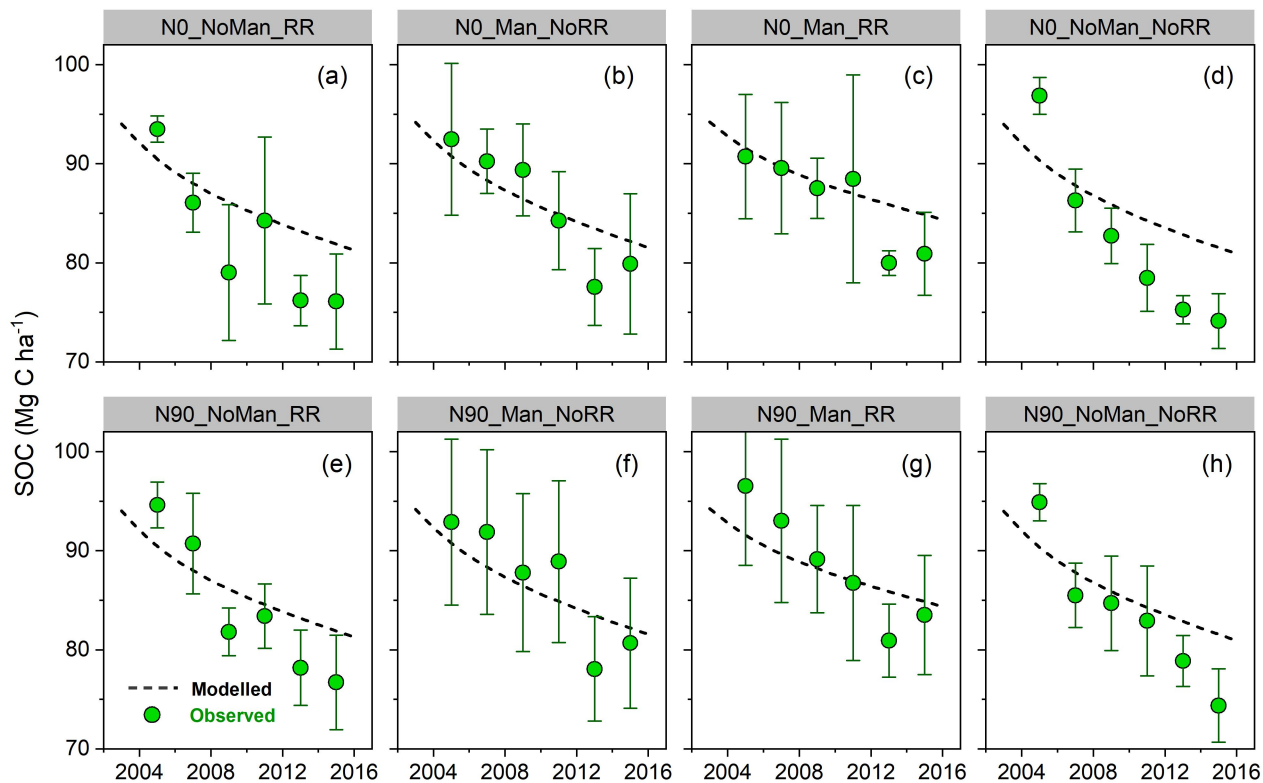 N0_NoMan_RR N0_Man_NoRR N0_Man_RR N0_NoMan_NoRR
100 (a) (b) (c) (d)
90
80
70
SOC (Mg C ha⁻¹)
N90_NoMan_RR N90_Man_NoRR N90_Man_RR N90_NoMan_NoRR
100 (e) (f) (g) (h)
90
80
Modelled
Observed
70
2004 2008 2012 2016 2004 2008 2012 2016 2004 2008 2012 2016 2004 2008 2012 2016